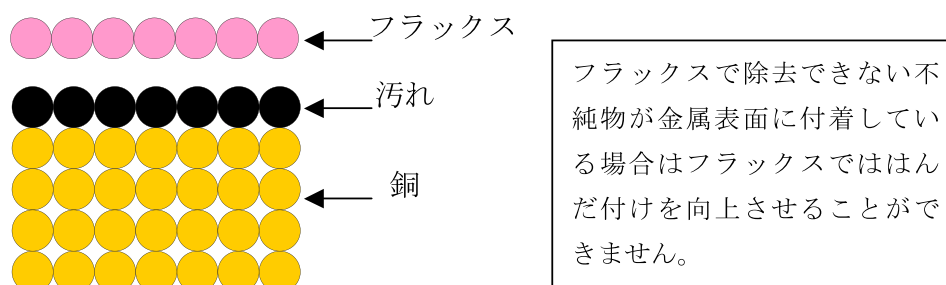 フラックス
汚れ
銅
フラックスで除去できない不
純物が金属表面に付着してい
る場合はフラックスでははん
だ付けを向上させることがで
きません。